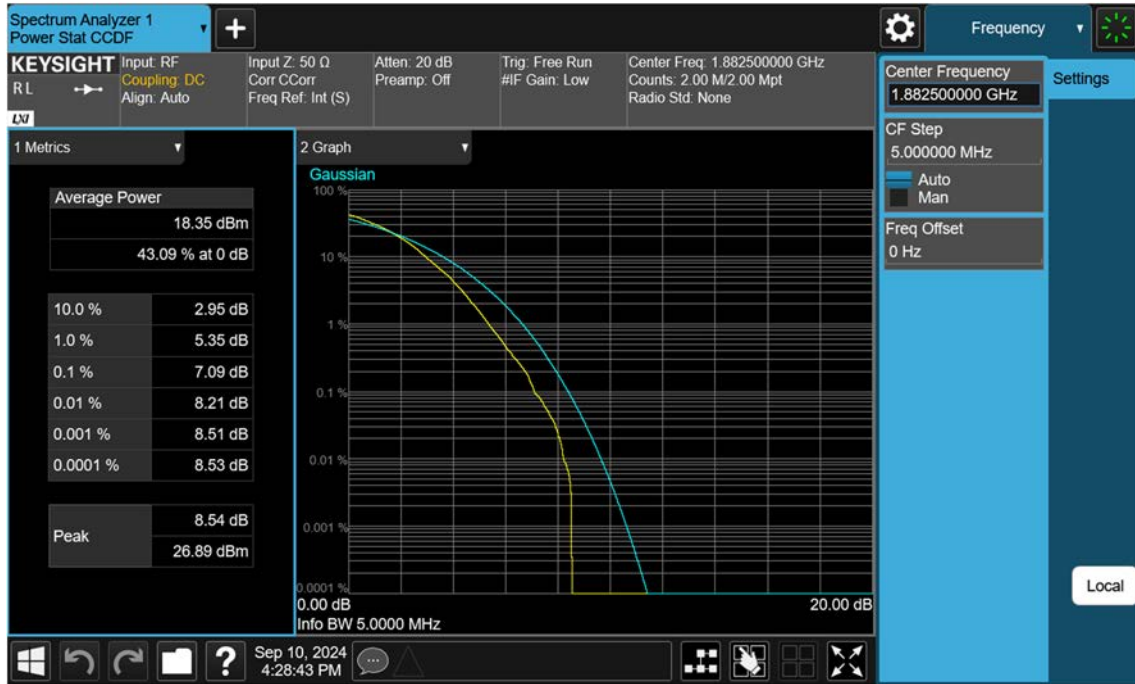 Spectrum Analyzer 1
Power Stat CCDF
+
Frequency
KEYSIGHT
R L
LXI
Input: RF
Coupling: DC
Align: Auto
Input Z: 50 Ω
Corr CCorr
Freq Ref: Int (S)
Atten: 20 dB
Preamp: Off
Trig: Free Run
#IF Gain: Low
Center Freq: 1.882500000 GHz
Counts: 2.00 M/2.00 Mpt
Radio Std: None
Center Frequency
1.882500000 GHz
Settings
CF Step
5.000000 MHz
Auto
Man
Freq Offset
0 Hz
1 Metrics
Average Power
18.35 dBm
43.09 % at 0 dB
10.0 % 2.95 dB
1.0 % 5.35 dB
0.1 % 7.09 dB
0.01 % 8.21 dB
0.001 % 8.51 dB
0.0001 % 8.53 dB
Peak
8.54 dB
26.89 dBm
2 Graph
Gaussian
100 %
10 %
1 %
0.1 %
0.01 %
0.001 %
0.0001 %
0.00 dB 20.00 dB
Info BW 5.0000 MHz
Local
?
Sep 10, 2024
4:28:43 PM